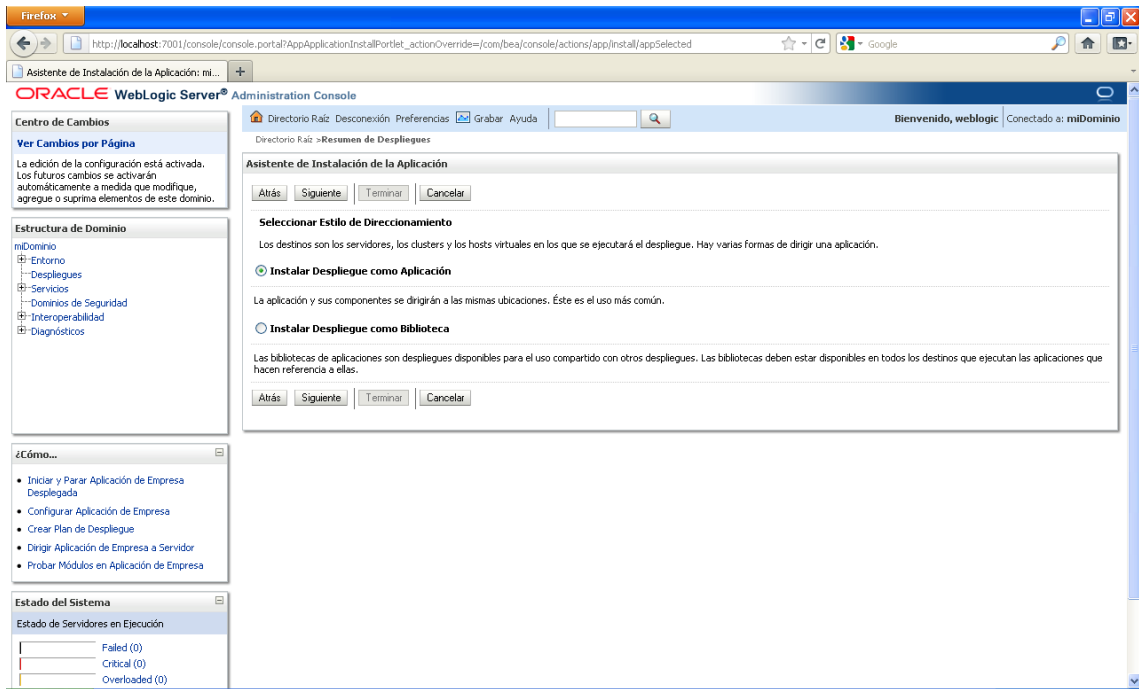 Firefox
http://localhost:7001/console/console.portal?AppApplicationInstallPortlet_actionOverride=/com/bea/console/actions/app/install/appSelected
Google
Asistente de Instalación de la Aplicación: mi...
ORACLE WebLogic Server® Administration Console
Centro de Cambios
Ver Cambios por Página
La edición de la configuración está activada.
Los futuros cambios se activarán
automáticamente a medida que modifique,
agregue o suprima elementos de este dominio.
Estructura de Dominio
miDominio
Entorno
Despliegues
Servicios
Dominios de Seguridad
Interoperabilidad
Diagnósticos
¿Cómo...
Iniciar y Parar Aplicación de Empresa
Desplegada
Configurar Aplicación de Empresa
Crear Plan de Despliegue
Dirigir Aplicación de Empresa a Servidor
Probar Módulos en Aplicación de Empresa
Estado del Sistema
Estado de Servidores en Ejecución
Failed (0)
Critical (0)
Overloaded (0)
Directorio Raíz Desconexión Preferencias Grabar Ayuda
Bienvenido, weblogic Conectado a: miDominio
Directorio Raíz >Resumen de Despliegues
Asistente de Instalación de la Aplicación
Atrás Siguiente Terminar Cancelar
Seleccionar Estilo de Direccionamiento
Los destinos son los servidores, los clusters y los hosts virtuales en los que se ejecutará el despliegue. Hay varias formas de dirigir una aplicación.
Instalar Despliegue como Aplicación
La aplicación y sus componentes se dirigirán a las mismas ubicaciones. Éste es el uso más común.
Instalar Despliegue como Biblioteca
Las bibliotecas de aplicaciones son despliegues disponibles para el uso compartido con otros despliegues. Las bibliotecas deben estar disponibles en todos los destinos que ejecutan las aplicaciones que
hacen referencia a ellas.
Atrás Siguiente Terminar Cancelar